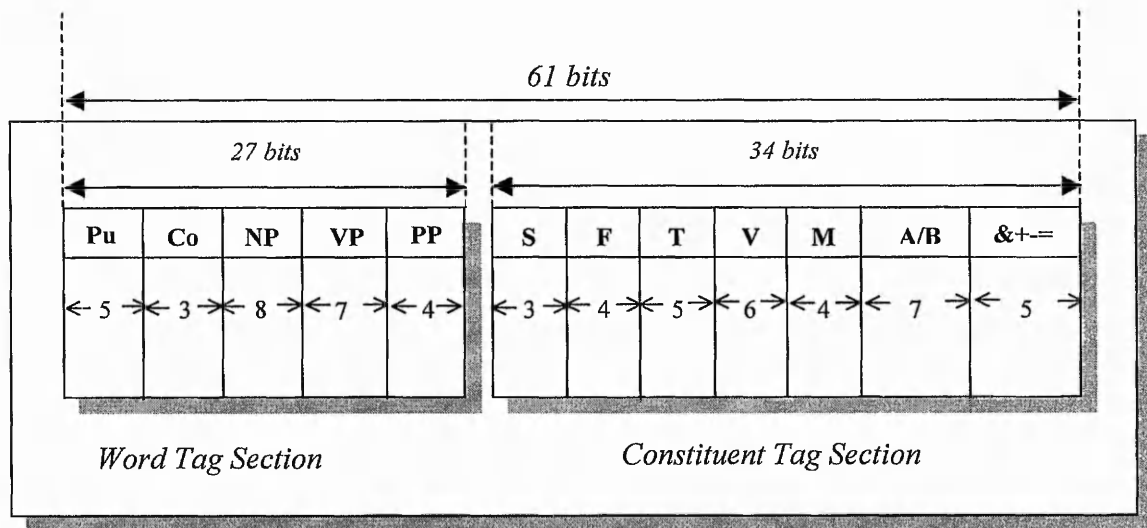 61 bits
27 bits 34 bits
Pu Co NP VP PP S F T V M A/B &+-=
5 3 8 7 4 3 4 5 6 4 7 5
Word Tag Section Constituent Tag Section